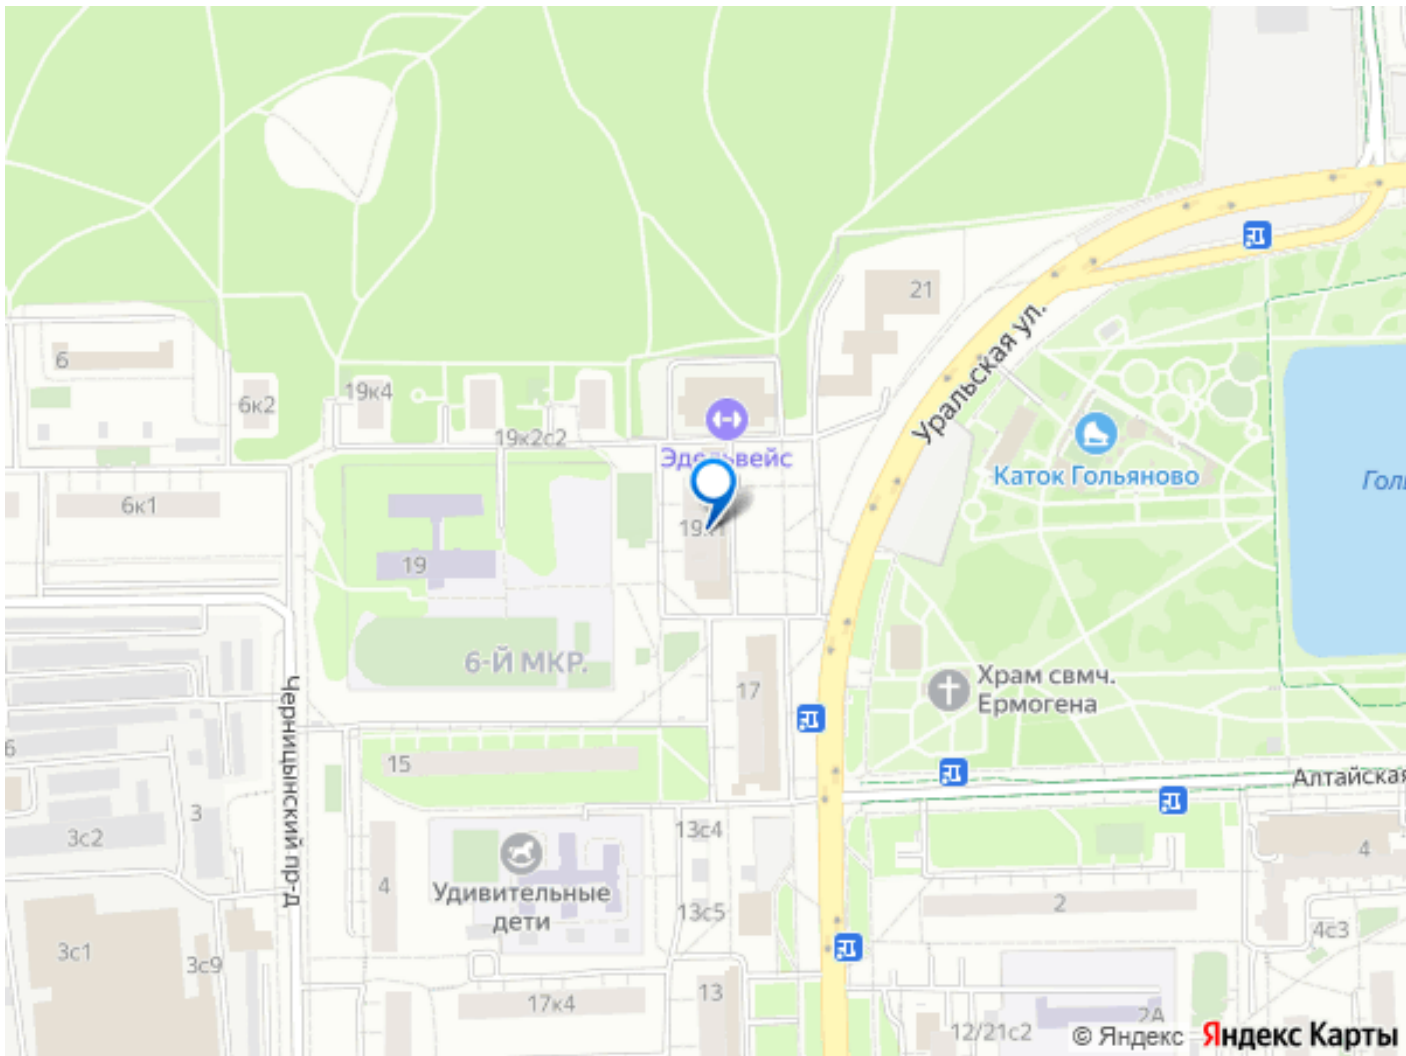 21
Уральская ул.
6
6к2
19к4
19к2с2
Эдельвейс
Каток Гольяново
6к1
19
6-Й МКР.
17
Храм свмч.
Ермогена
15
Алтайская
Черницынский пр-д
3
3с2
13с4
4
4
Удивительные
дети
13с5
2
4с3
3с1
3с9
17к4
13
2А
12/21с2
© Яндекс
Яндекс Карты